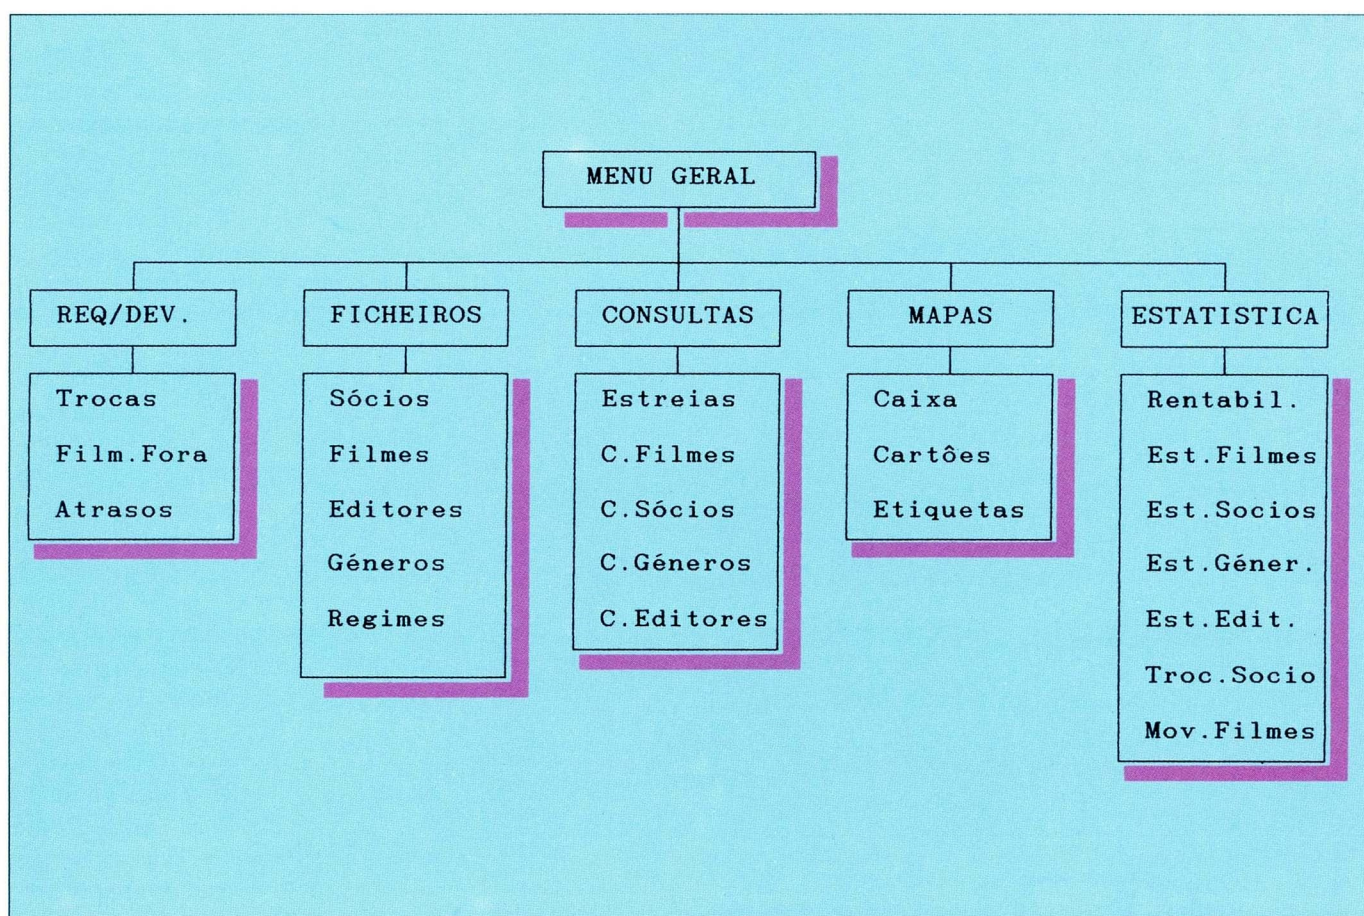 MENU GERAL
REQ/DEV.
Trocas
Film.Fora
Atrasos
FICHEIROS
Sócios
Filmes
Editores
Géneros
Regimes
CONSULTAS
Estreias
C.Filmes
C.Sócios
C.Géneros
C.Editores
MAPAS
Caixa
Cartôes
Etiquetas
ESTATISTICA
Rentabil.
Est.Filmes
Est.Socios
Est.Géner.
Est.Edit.
Troc.Socio
Mov.Filmes